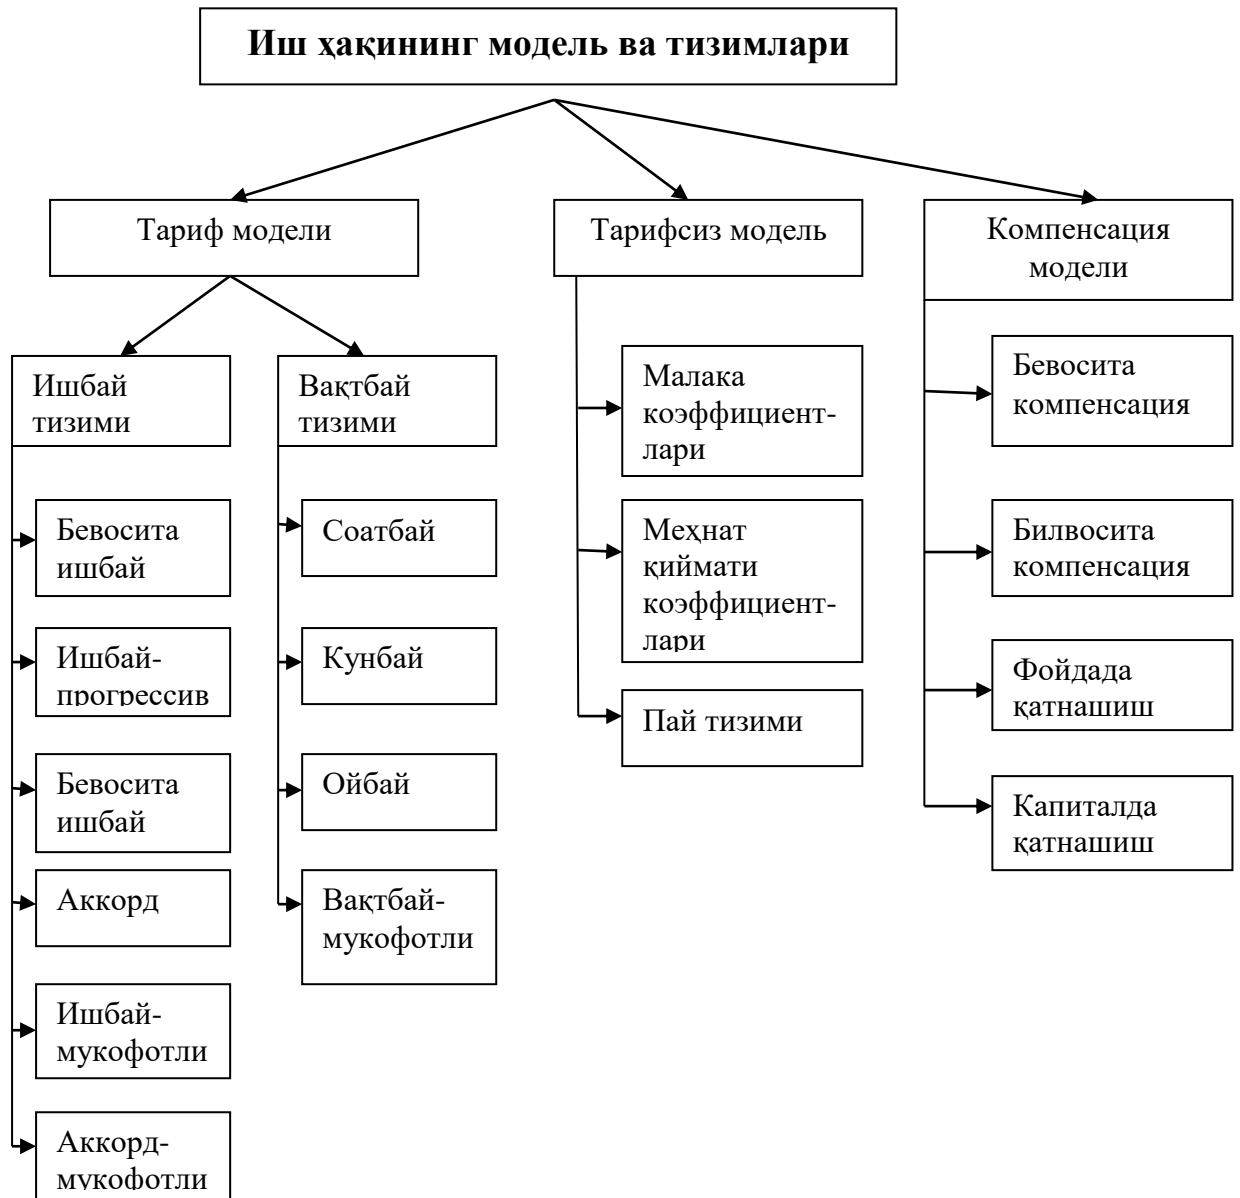 Иш ҳақининг модель ва тизимлари
Тариф модели
Тарифсиз модель
Компенсация
модели
Ишбай
тизими
Вақтбай
тизими
Бевосита
ишбай
Ишбай-
прогрессив
Бевосита
ишбай
Аккорд
Ишбай-
мукофотли
Аккорд-
мукофотли
Соатбай
Кунбай
Ойбай
Вақтбай-
мукофотли
Малака
коэффициент-
лари
Меҳнат
қиймати
коэффициент-
лари
Пай тизими
Бевосита
компенсация
Билвосита
компенсация
Фойдада
қатнашиш
Капиталда
қатнашиш